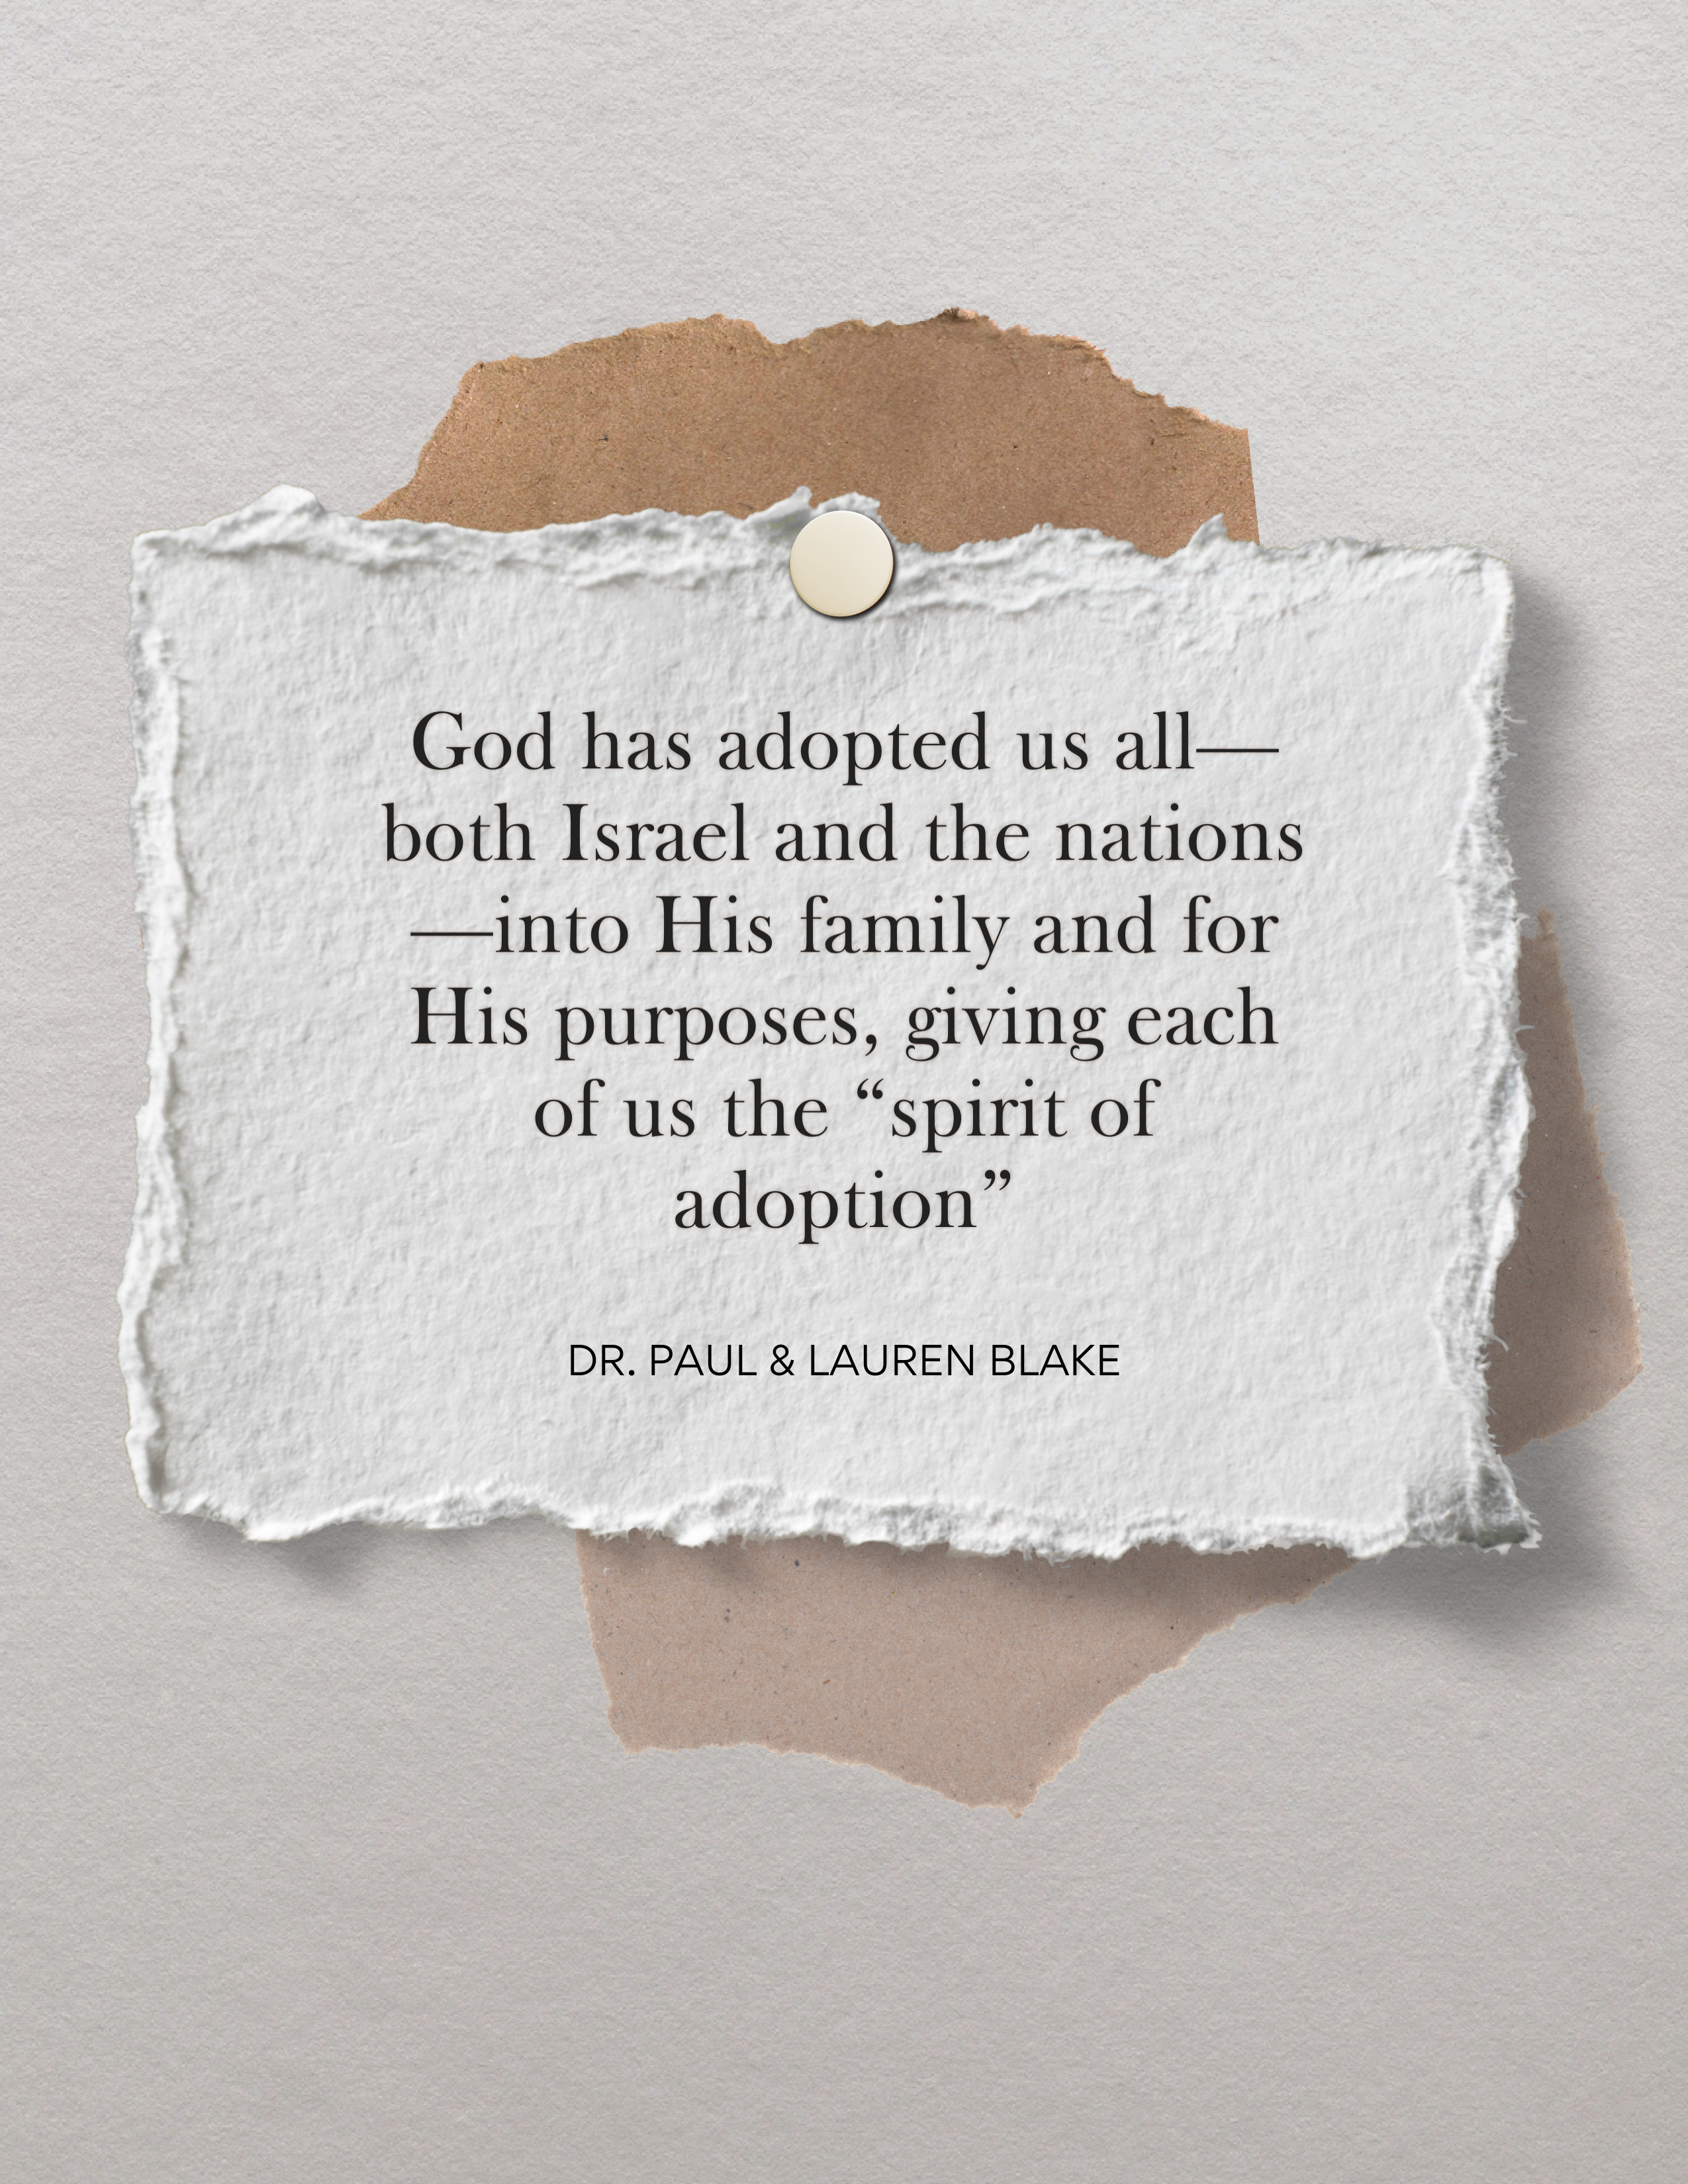 God has adopted us all—
both Israel and the nations
—into His family and for
His purposes, giving each
of us the “spirit of
adoption”
DR. PAUL & LAUREN BLAKE